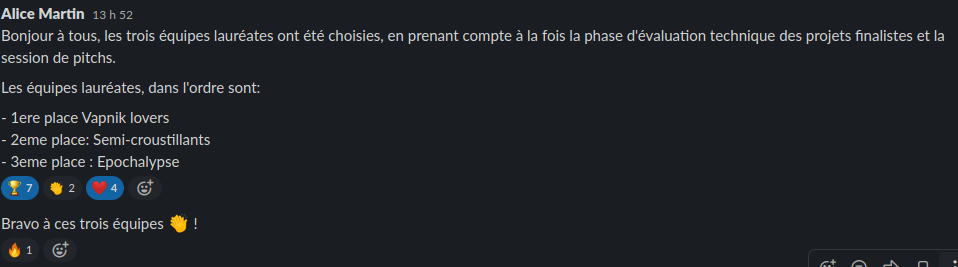 Alice Martin 13 h 52
Bonjour à tous, les trois équipes lauréates ont été choisies, en prenant compte à la fois la phase d'évaluation technique des projets finalistes et la
session de pitchs.
Les équipes lauréates, dans l'ordre sont:
- 1ere place Vapnik lovers
- 2eme place: Semi-croustillants
- 3eme place : Epochalypse
🏆 7 👏 2 ❤️ 4
Bravo à ces trois équipes 👏 !
🔥 1